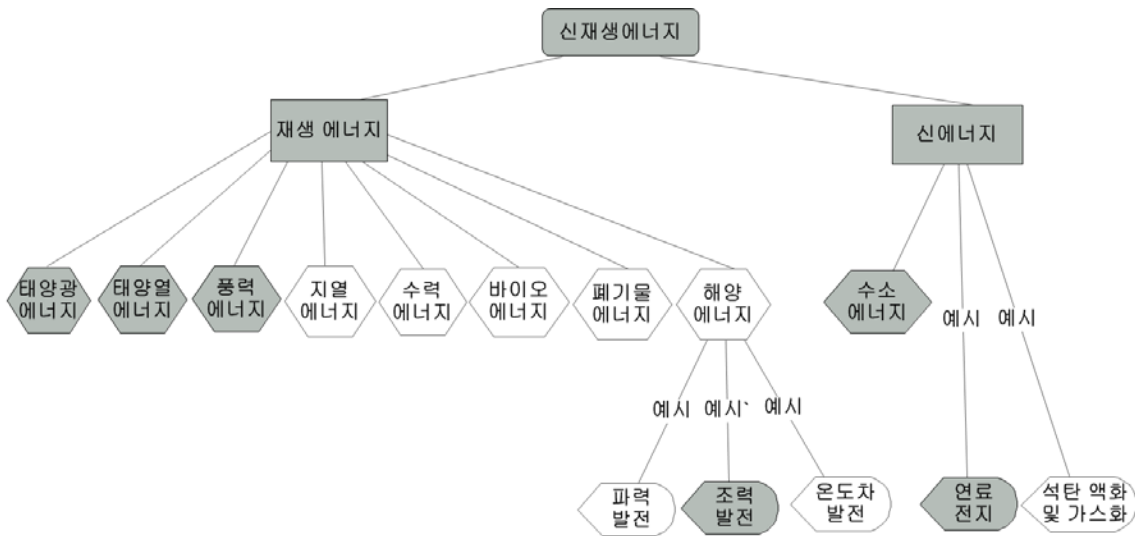 신재생에너지
재생 에너지
신에너지
태양광
에너지
태양열
에너지
풍력
에너지
지열
에너지
수력
에너지
바이오
에너지
폐기물
에너지
해양
에너지
수소
에너지
예시
예시
예시
예시`
예시
파력
발전
조력
발전
온도차
발전
연료
전지
석탄 액화
및 가스화